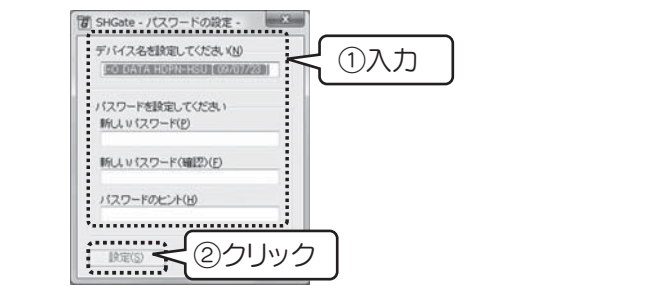 SHGate - パスワードの設定 -
デバイス名を設定してください(N)
I-O DATA HDPN-HSU [ 09/07/23 ]
①入力
パスワードを設定してください
新しいパスワード(P)
新しいパスワード(確認)(F)
パスワードのヒント(H)
設定(S)
②クリック